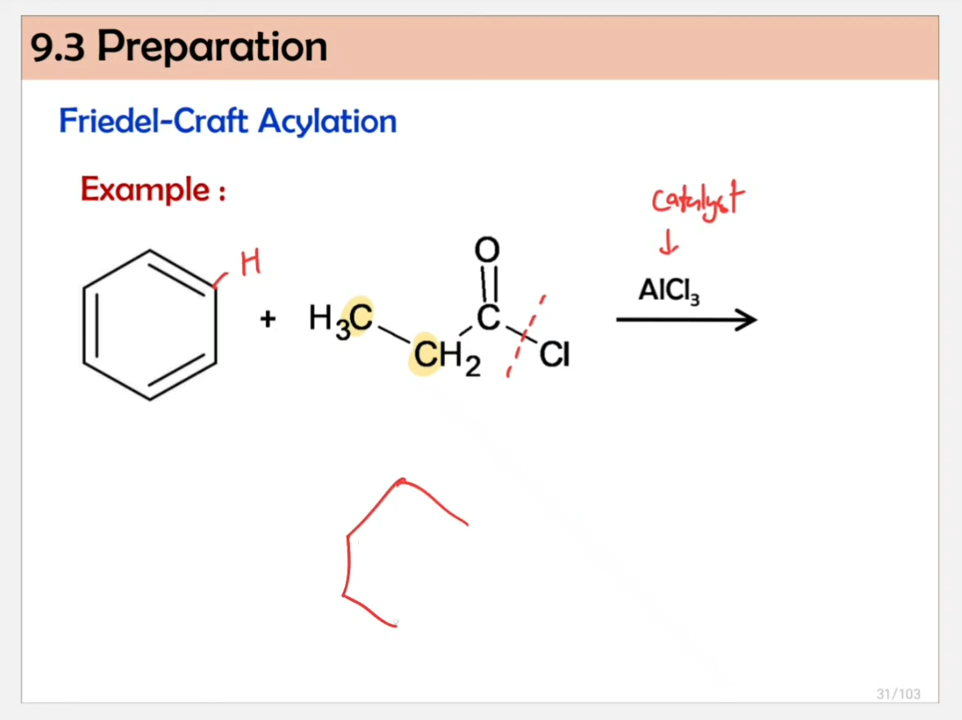 9.3 Preparation
Friedel-Craft Acylation
Example :
catalyst
↓
H
O
H₃C
+
C
CH₂
Cl
AlCl₃
31/103